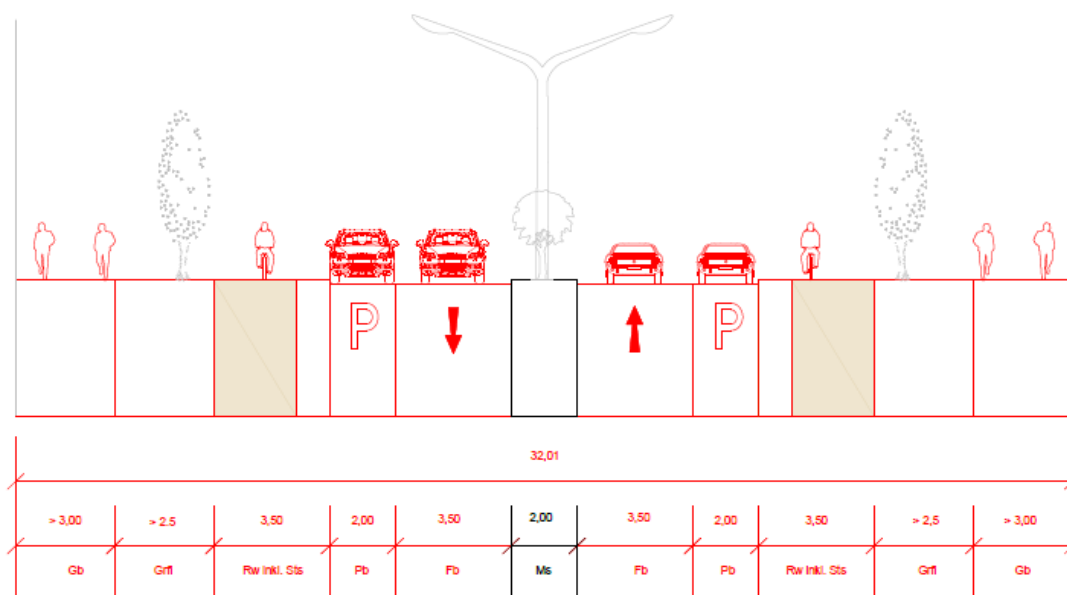 P P
32,01
> 3,00 > 2.5 3,50 2,00 3,50 2,00 3,50 2,00 3,50 > 2,5 > 3,00
Gb Grfl Rw inkl. Sts Pb Fb Ms Fb Pb Rw inkl. Sts Grfl Gb